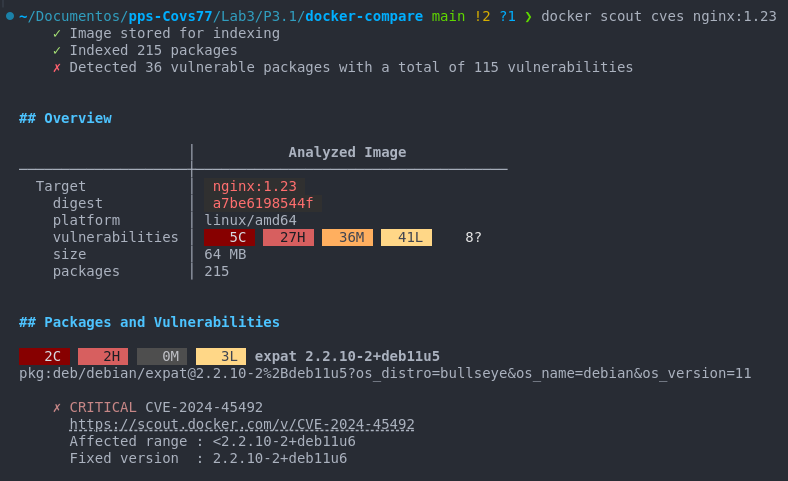 ~/Documentos/pps-Covs77/Lab3/P3.1/docker-compare main !2 ?1 ❯ docker scout cves nginx:1.23
✓ Image stored for indexing
✓ Indexed 215 packages
✗ Detected 36 vulnerable packages with a total of 115 vulnerabilities
## Overview
Analyzed Image
Target nginx:1.23
digest a7be6198544f
platform linux/amd64
vulnerabilities 5C 27H 36M 41L 8?
size 64 MB
packages 215
## Packages and Vulnerabilities
2C 2H 0M 3L expat 2.2.10-2+deb11u5
pkg:deb/debian/expat@2.2.10-2%2Bdeb11u5?os_distro=bullseye&os_name=debian&os_version=11
✗ CRITICAL CVE-2024-45492
https://scout.docker.com/v/CVE-2024-45492
Affected range : <2.2.10-2+deb11u6
Fixed version : 2.2.10-2+deb11u6